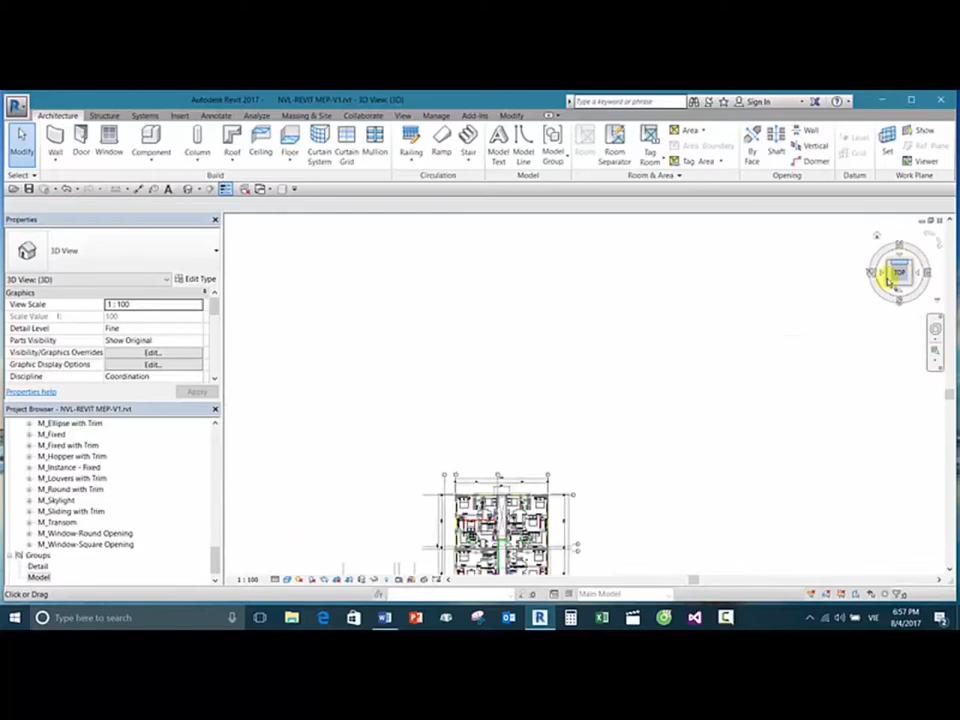 Autodesk Revit 2017 - NVL-REVIT MEP-V1.rvt - 3D View: {3D}
Type a keyword or phrase
Sign In
Architecture Structure Systems Insert Annotate Analyze Massing & Site Collaborate View Manage Add-Ins Modify
Modify Wall Door Window Component Column Roof Ceiling Floor Curtain System Curtain Grid Mullion Railing Ramp Stair Model Text Model Line Model Group Room Room Separator Tag Room Area Area Boundary Tag Area By Face Shaft Wall Vertical Dormer Level Grid Set Show Ref Plane Viewer
Select Build Circulation Model Room & Area Opening Datum Work Plane
Properties
3D View
3D View: {3D} Edit Type
Graphics
View Scale 1 : 100
Scale Value 1: 100
Detail Level Fine
Parts Visibility Show Original
Visibility/Graphics Overrides Edit...
Graphic Display Options Edit...
Discipline Coordination
Properties help Apply
Project Browser - NVL-REVIT MEP-V1.rvt
M_Ellipse with Trim
M_Fixed
M_Fixed with Trim
M_Hopper with Trim
M_Instance - Fixed
M_Louvers with Trim
M_Round with Trim
M_Skylight
M_Sliding with Trim
M_Transom
M_Window-Round Opening
M_Window-Square Opening
Groups
Detail
Model
TOP
1 : 100
Click or Drag
:0 Main Model :0
Type here to search
VIE
6:57 PM
8/4/2017